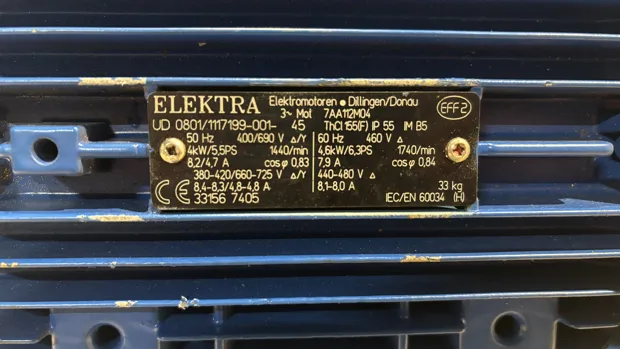 ELEKTRA Elektromotoren • Dillingen/Donau EFF2
3~ Mot 7AA112M04
UD 0801/1117199-001- 45 ThCl 155(F) IP 55 IM B5
50 Hz 400/690 V Δ/Y 60 Hz 460 V Δ
4kW/5,5PS 1440/min 4,6kW/6,3PS 1740/min
8,2/4,7 A cosφ 0,83 7,9 A cosφ 0,84
380-420/660-725 V Δ/Y 440-480 V Δ
8,4-8,3/4,8-4,8 A 8,1-8,0 A 33 kg
CE 33156 7405 IEC/EN 60034 (H)